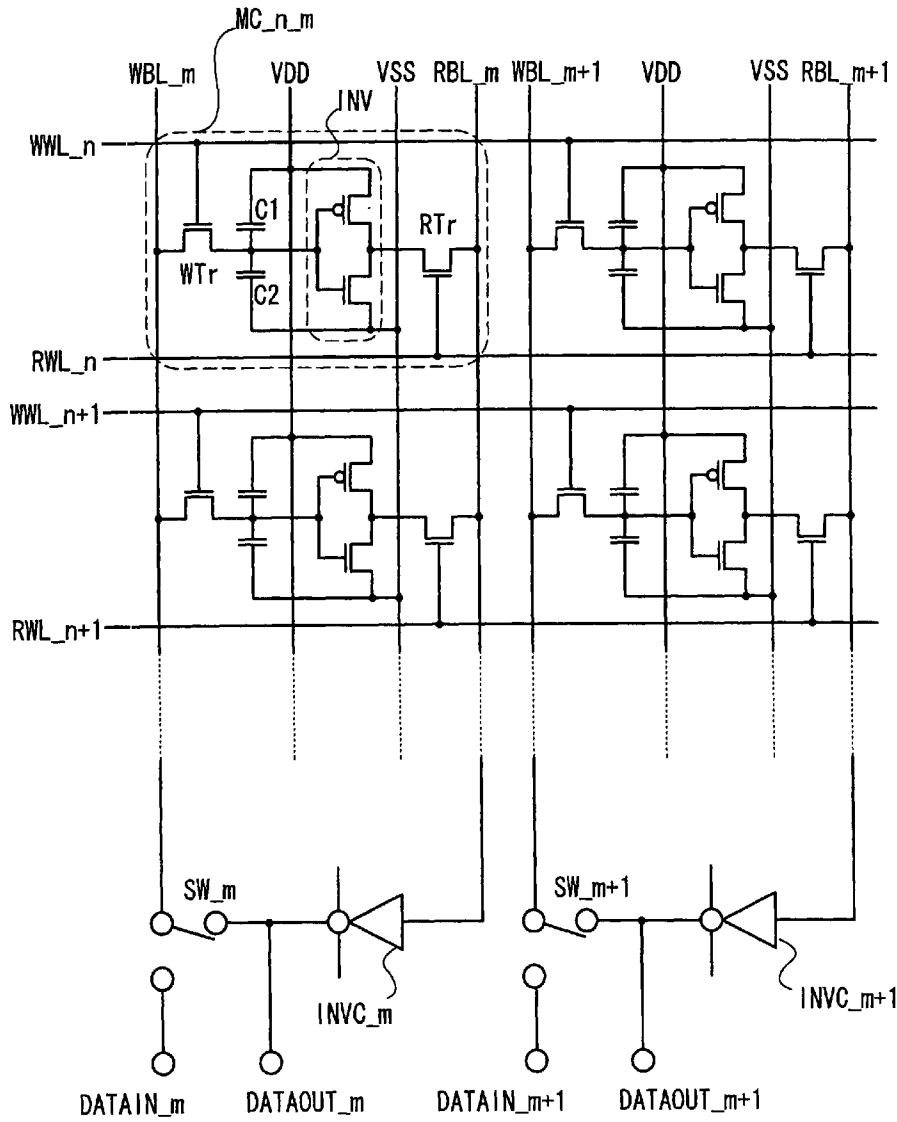 MC_n_m
WBL_m VDD VSS RBL_m WBL_m+1 VDD VSS RBL_m+1
INV
WWL_n
C1
RTr
WTr
C2
RWL_n
WWL_n+1
RWL_n+1
SW_m SW_m+1
INVC_m INVC_m+1
DATAIN_m DATAOUT_m DATAIN_m+1 DATAOUT_m+1